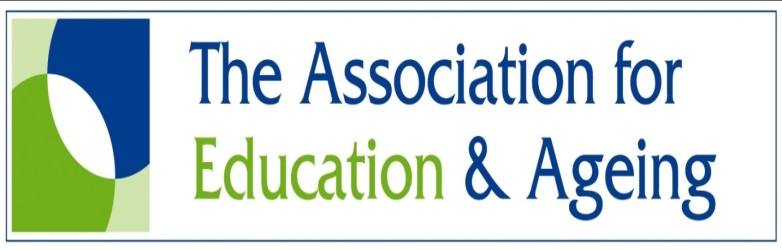 The Association for
Education & Ageing